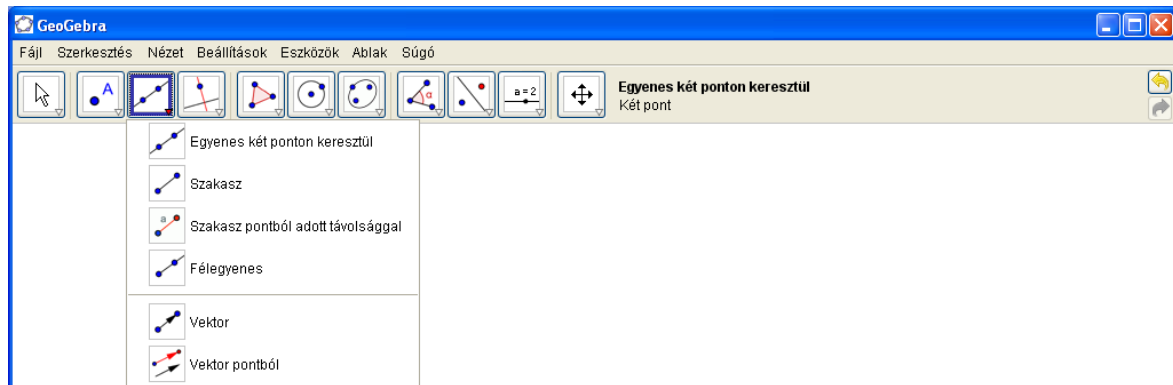 GeoGebra
Fájl Szerkesztés Nézet Beállítások Eszközök Ablak Súgó
A
α
a = 2
Egyenes két ponton keresztül
Két pont
Egyenes két ponton keresztül
Szakasz
a
Szakasz pontból adott távolsággal
Félegyenes
Vektor
Vektor pontból